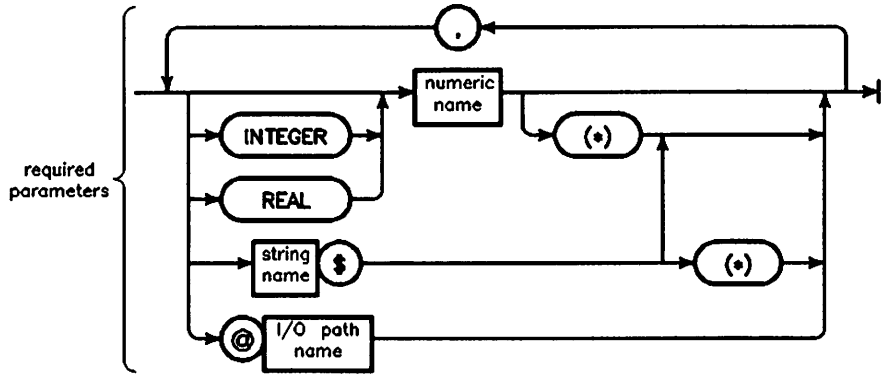 ,
numeric
name
INTEGER
(*)
required
parameters
REAL
string
name
$
(*)
@
I/O path
name